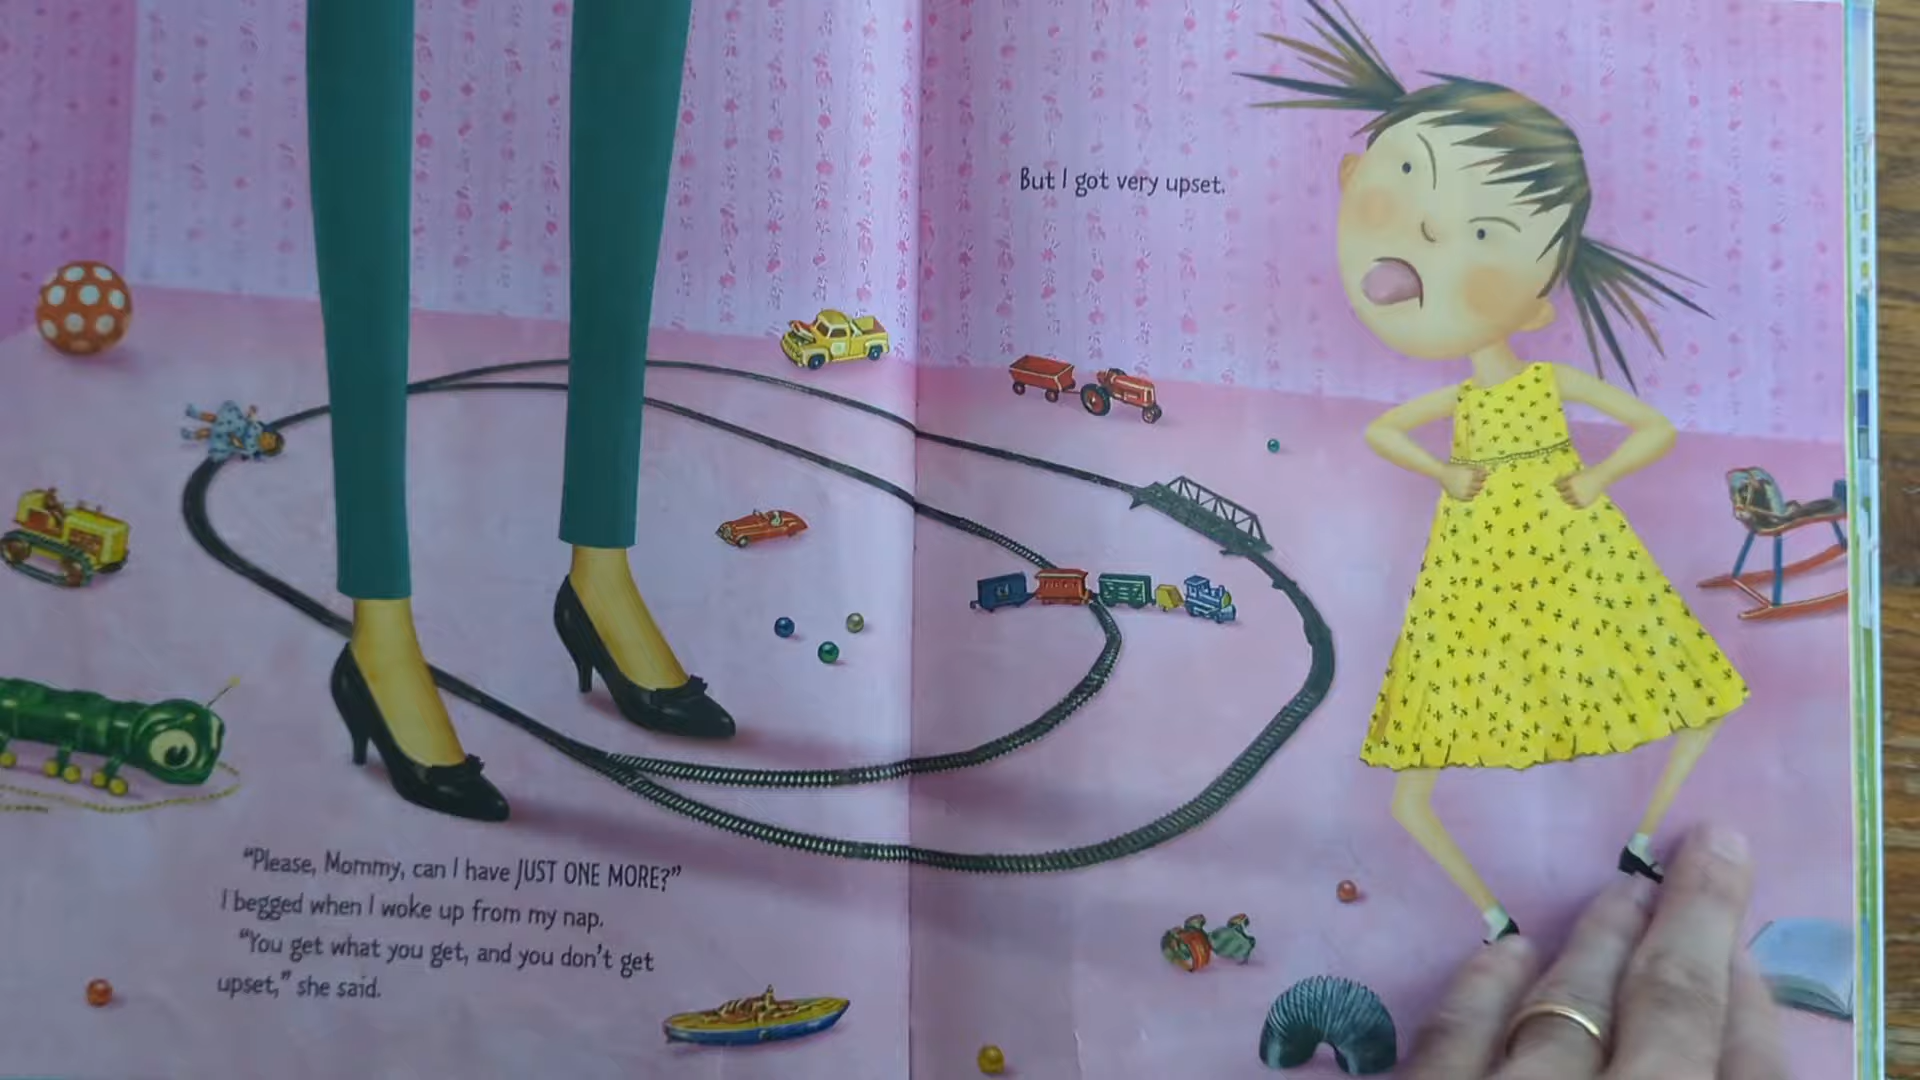 “Please, Mommy, can I have JUST ONE MORE?”
I begged when I woke up from my nap.
“You get what you get, and you don’t get
upset,” she said.
But I got very upset.